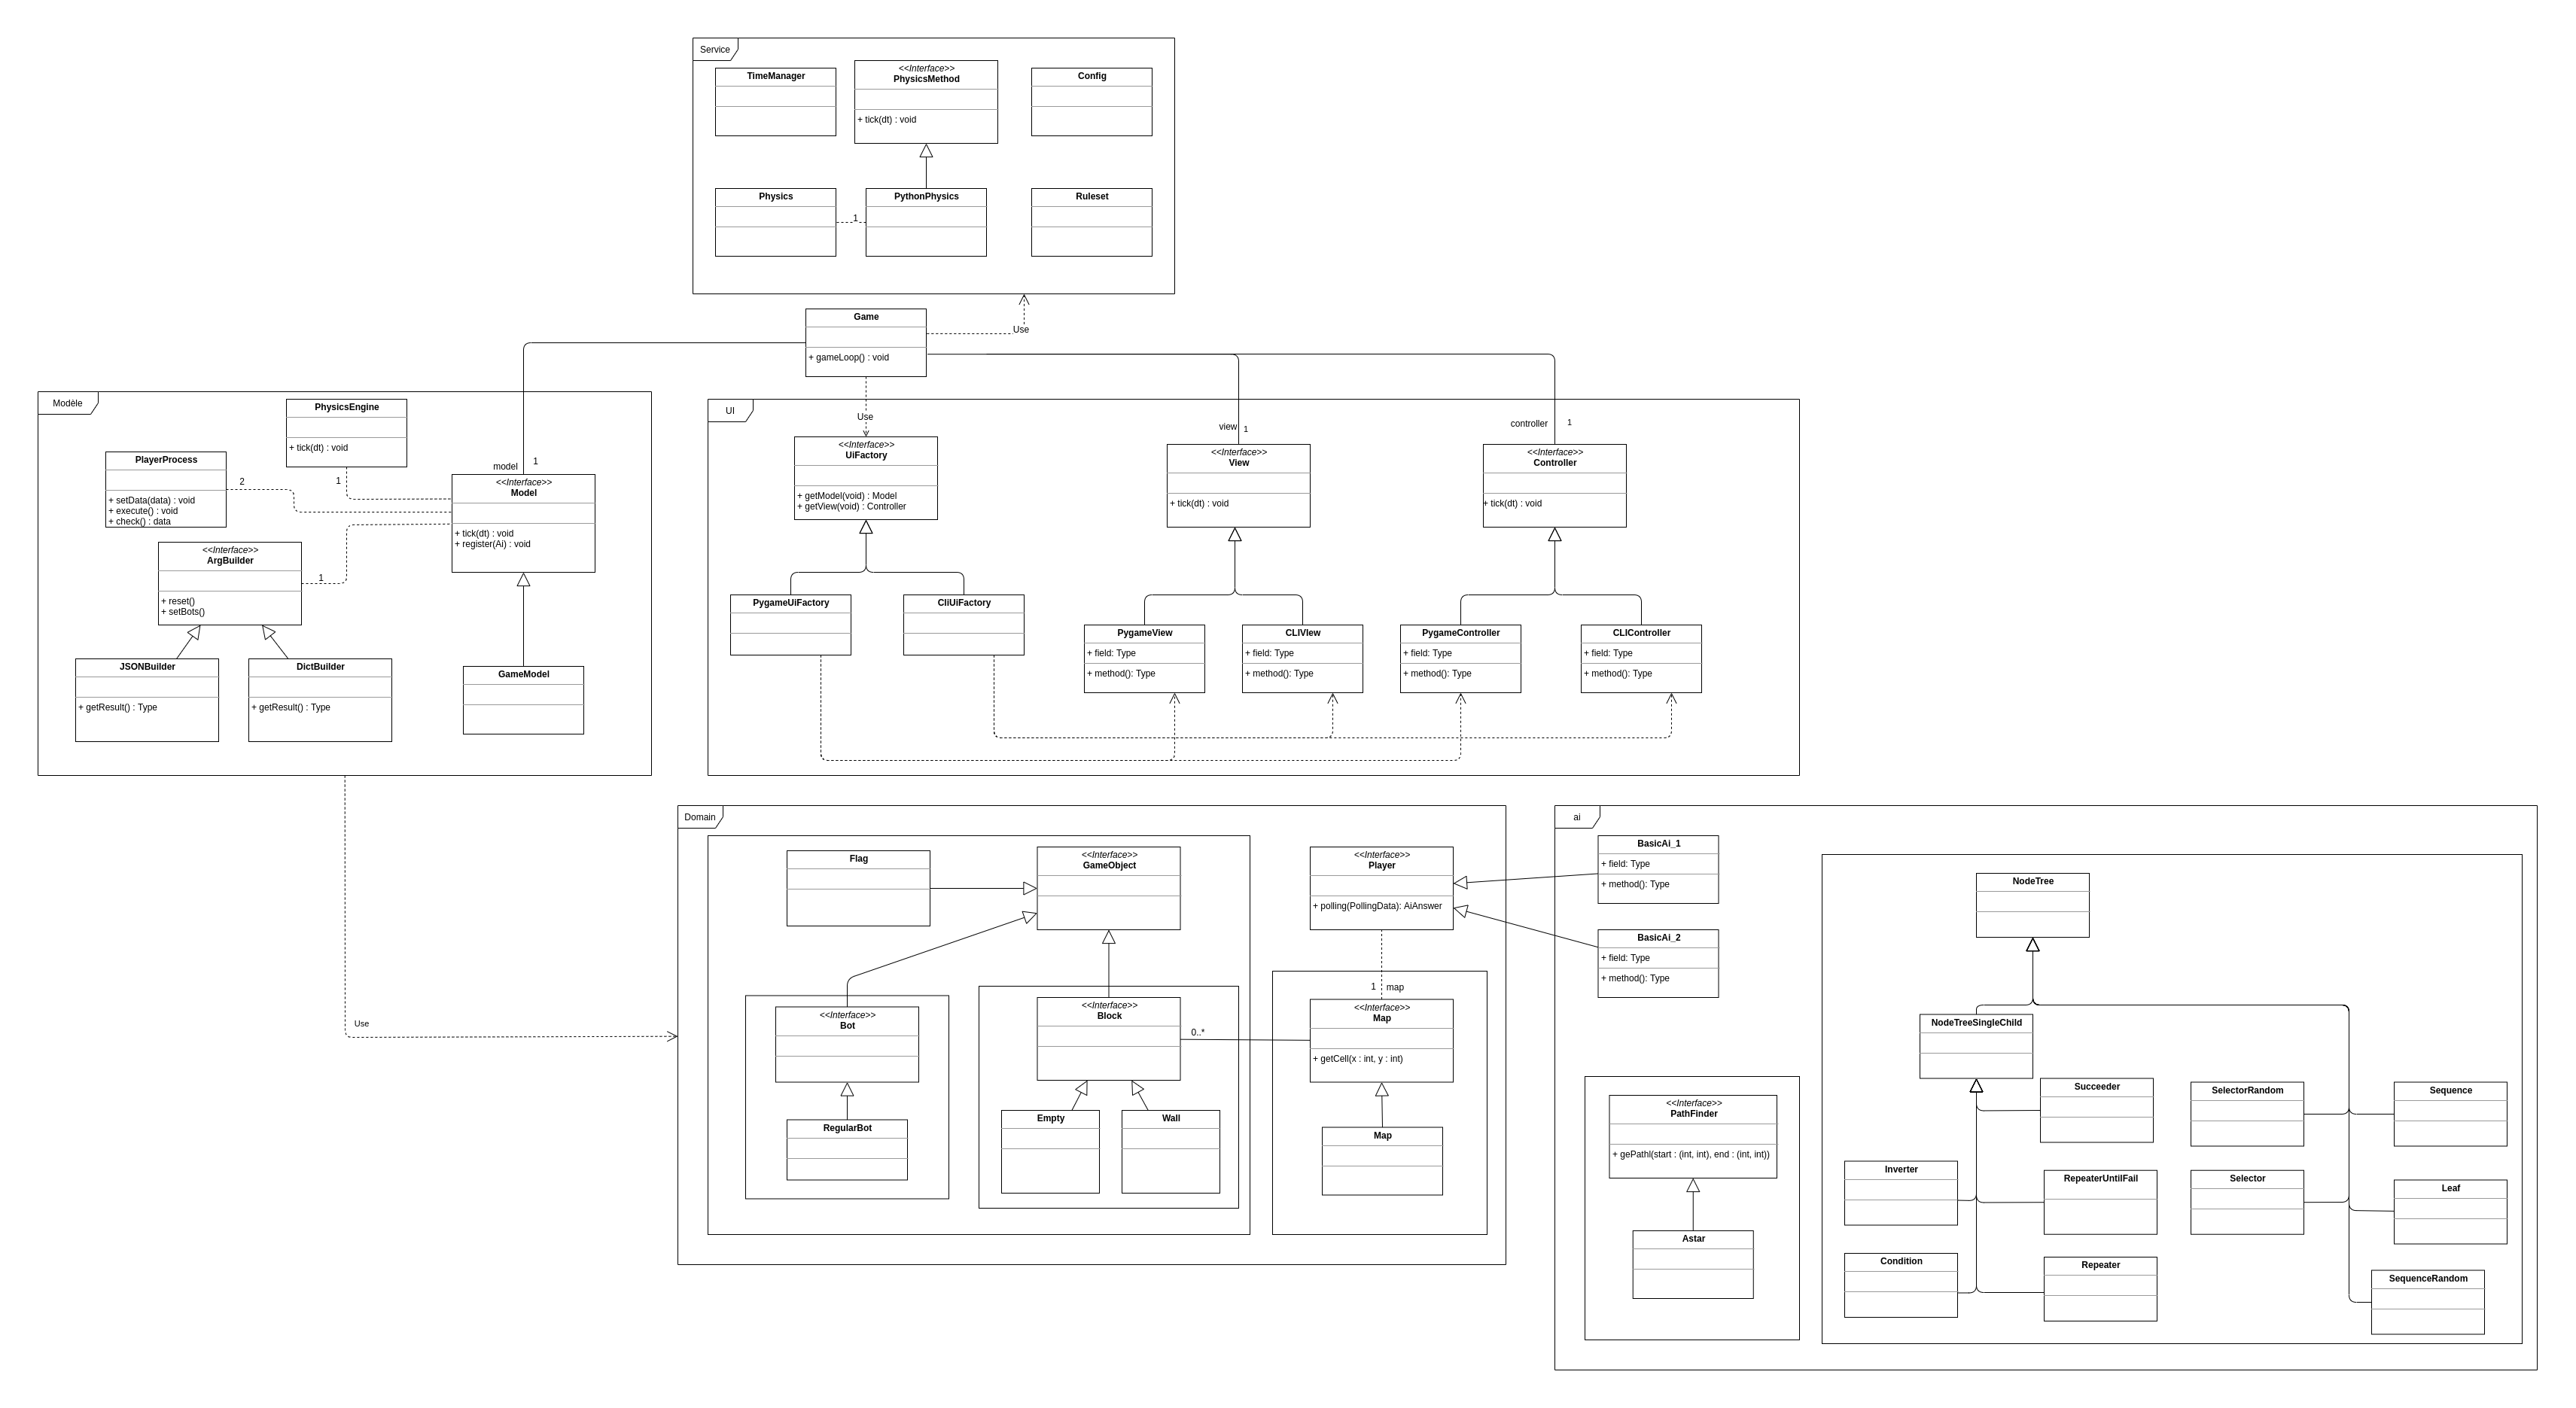 Service
TimeManager
<<Interface>>
PhysicsMethod
+ tick(dt) : void
Config
Physics
1
PythonPhysics
Ruleset
Game
+ gameLoop() : void
Use
Modèle
PhysicsEngine
+ tick(dt) : void
PlayerProcess
+ setData(data) : void
+ execute() : void
+ check() : data
2
1
model
1
<<Interface>>
Model
+ tick(dt) : void
+ register(Ai) : void
<<Interface>>
ArgBuilder
+ reset()
+ setBots()
1
JSONBuilder
+ getResult() : Type
DictBuilder
+ getResult() : Type
GameModel
UI
Use
<<Interface>>
UiFactory
+ getModel(void) : Model
+ getView(void) : Controller
view
1
<<Interface>>
View
+ tick(dt) : void
controller
1
<<Interface>>
Controller
+ tick(dt) : void
PygameUiFactory
CliUiFactory
PygameView
+ field: Type
+ method(): Type
CLIView
+ field: Type
+ method(): Type
PygameController
+ field: Type
+ method(): Type
CLIController
+ field: Type
+ method(): Type
Use
Domain
Flag
<<Interface>>
GameObject
<<Interface>>
Player
+ polling(PollingData): AiAnswer
<<Interface>>
Bot
RegularBot
<<Interface>>
Block
0..*
Empty
Wall
1
map
<<Interface>>
Map
+ getCell(x : int, y : int)
Map
ai
BasicAi_1
+ field: Type
+ method(): Type
BasicAi_2
+ field: Type
+ method(): Type
<<Interface>>
PathFinder
+ gePathl(start : (int, int), end : (int, int))
Astar
NodeTree
NodeTreeSingleChild
Succeeder
SelectorRandom
Sequence
Inverter
RepeaterUntilFail
Selector
Leaf
Condition
Repeater
SequenceRandom